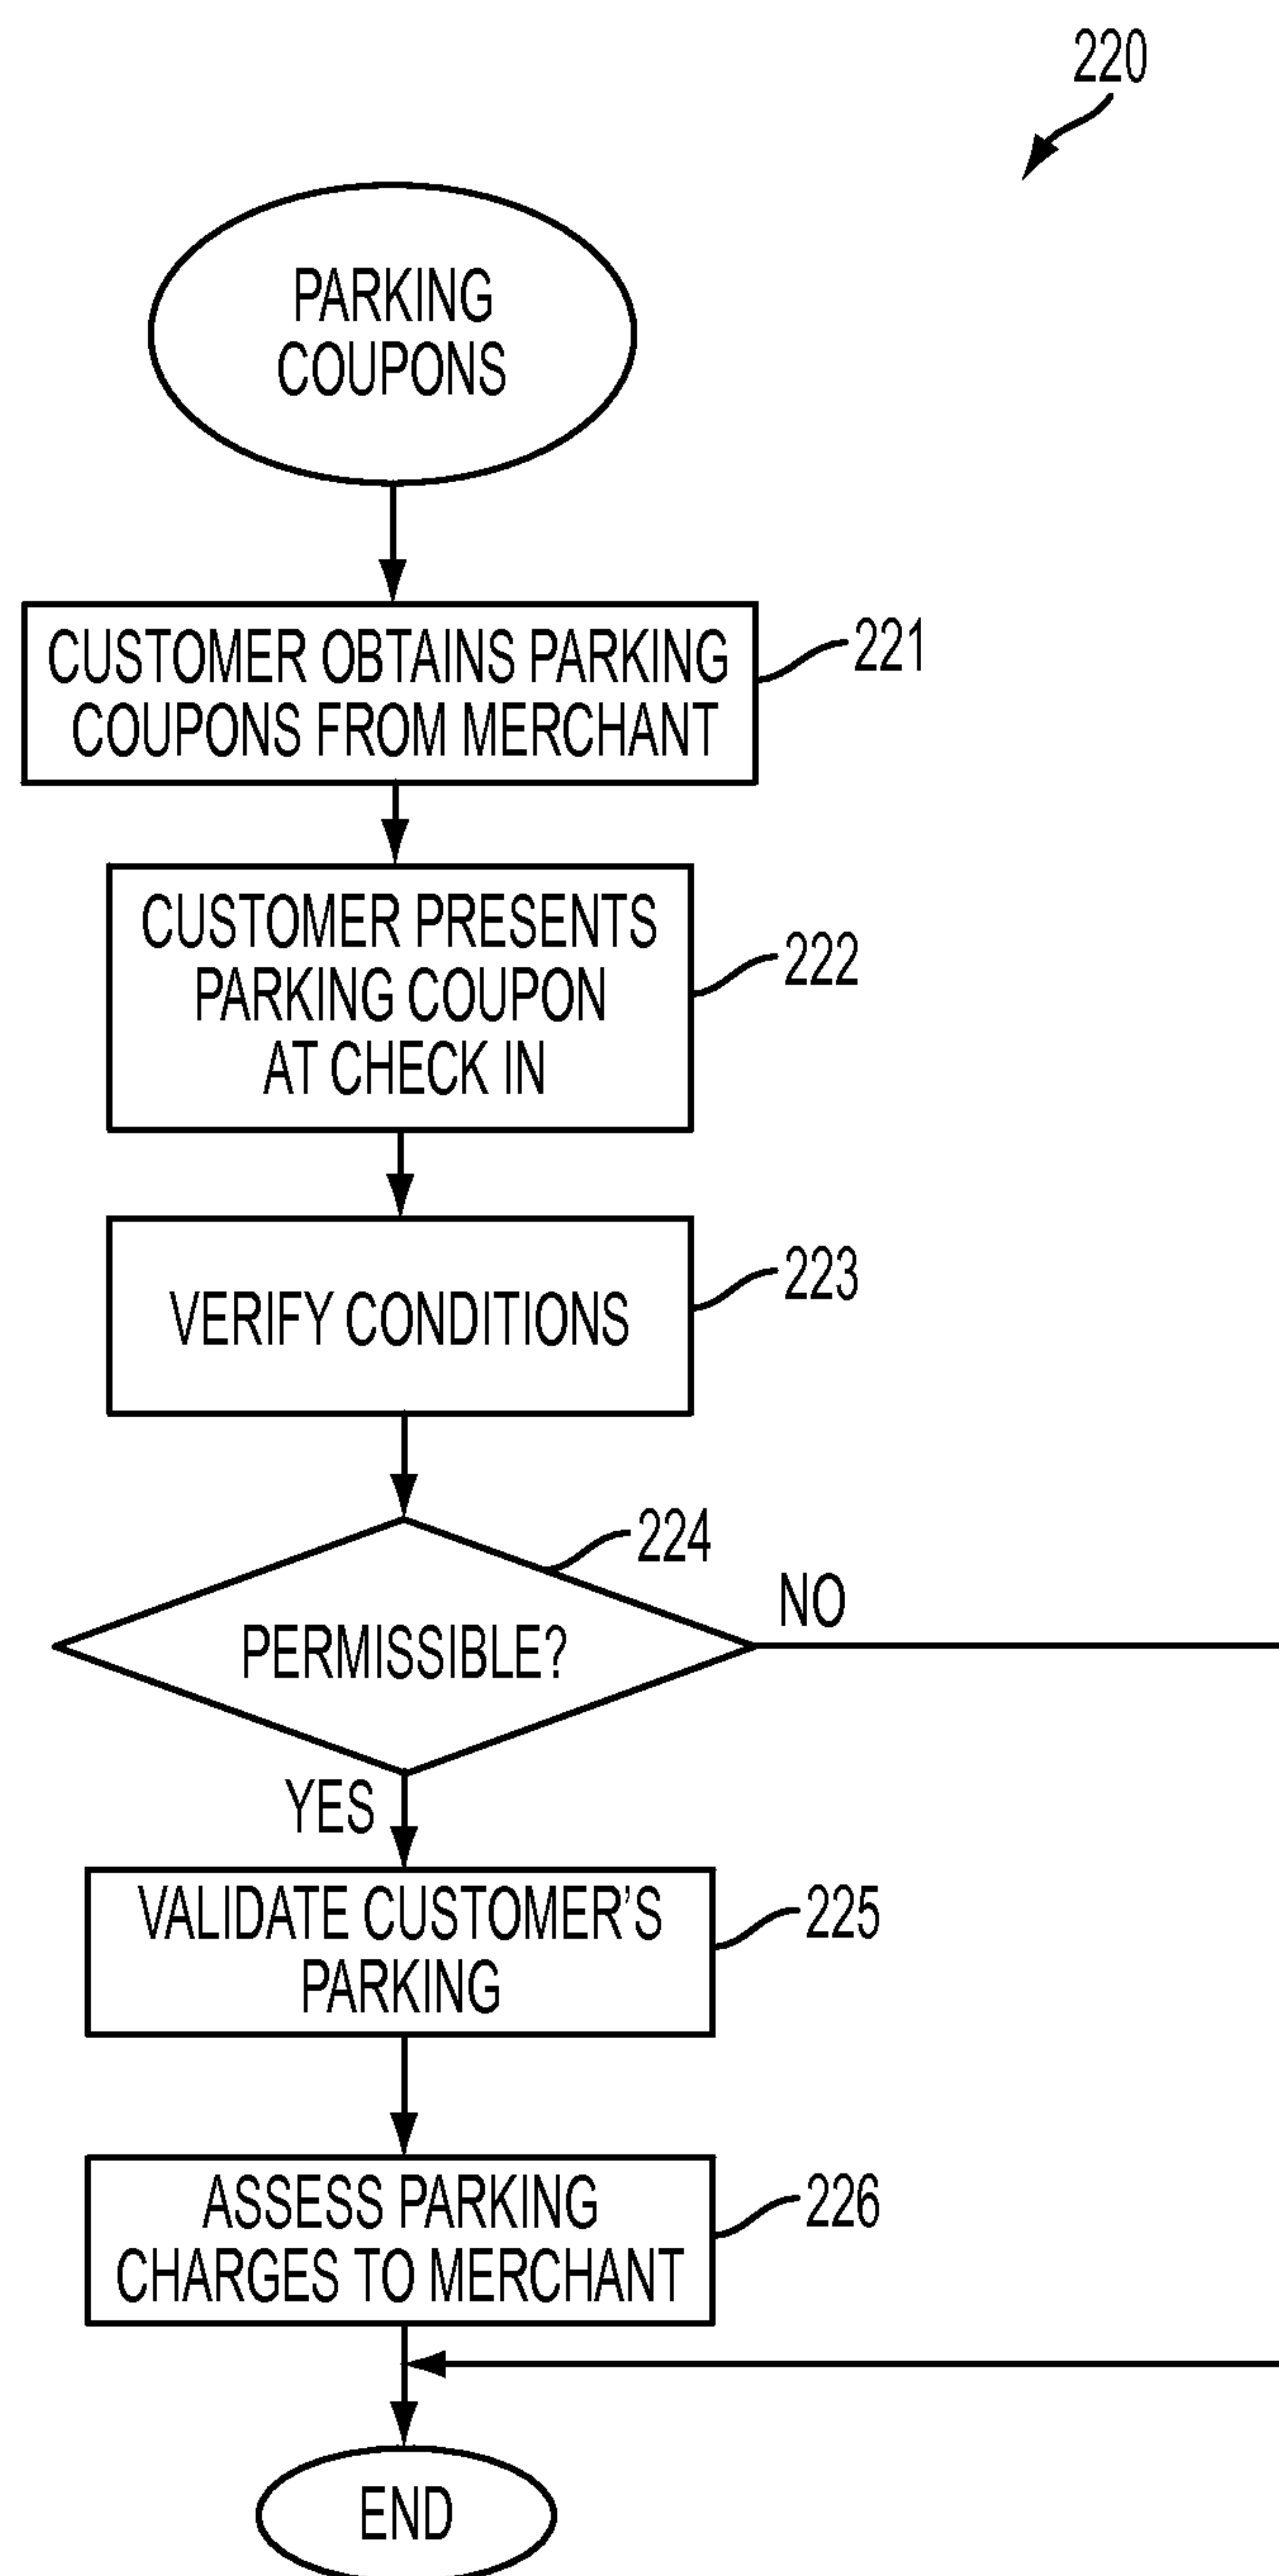 220
PARKING
COUPONS
CUSTOMER OBTAINS PARKING
COUPONS FROM MERCHANT
221
CUSTOMER PRESENTS
PARKING COUPON
AT CHECK IN
222
VERIFY CONDITIONS
223
224
PERMISSIBLE?
NO
YES
VALIDATE CUSTOMER'S
PARKING
225
ASSESS PARKING
CHARGES TO MERCHANT
226
END